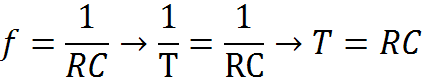 f = 1/RC → 1/T = 1/RC → T = RC